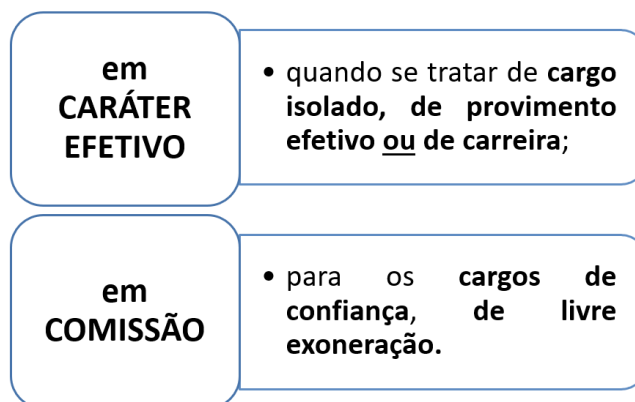 em
CARÁTER
EFETIVO
• quando se tratar de cargo
isolado, de provimento
efetivo ou de carreira;
em
COMISSÃO
• para os cargos de
confiança, de livre
exoneração.